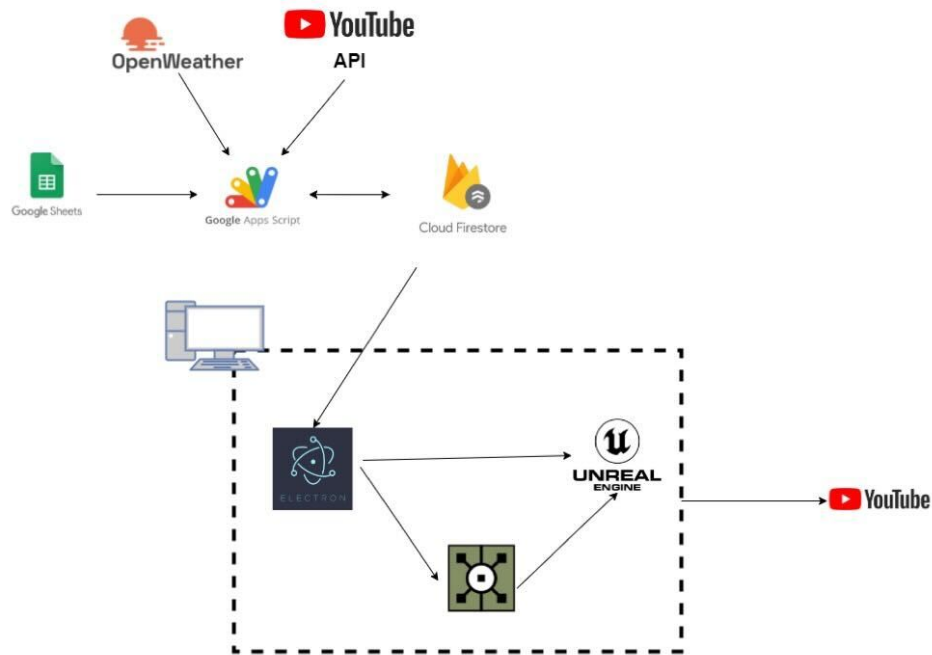 OpenWeather
YouTube
API
Google Sheets
Google Apps Script
Cloud Firestore
ELECTRON
UNREAL
ENGINE
YouTube